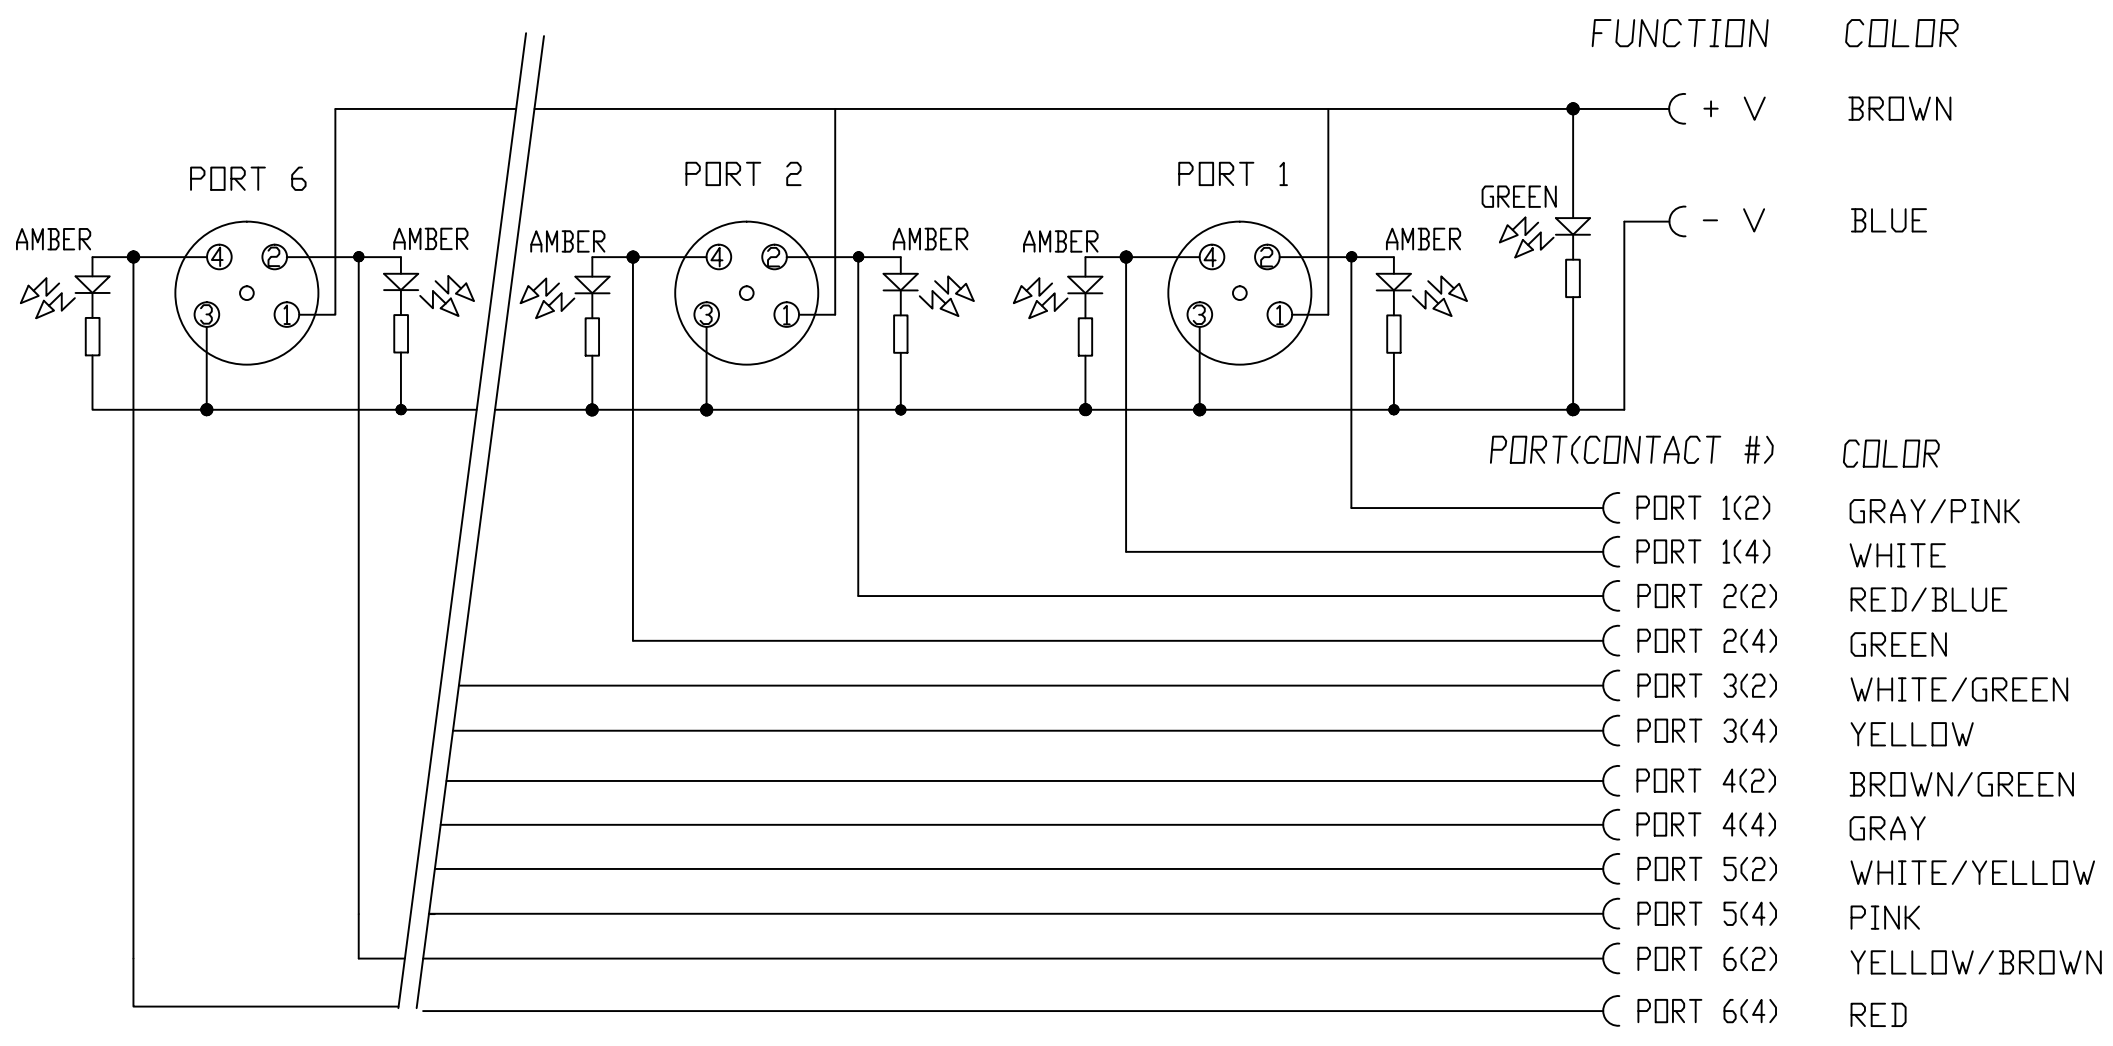 FUNCTION COLOR
+ V BROWN
PORT 6 PORT 2 PORT 1
GREEN
- V BLUE
AMBER AMBER AMBER AMBER AMBER AMBER
4 2 4 2 4 2
3 1 3 1 3 1
PORT(CONTACT #) COLOR
PORT 1(2) GRAY/PINK
PORT 1(4) WHITE
PORT 2(2) RED/BLUE
PORT 2(4) GREEN
PORT 3(2) WHITE/GREEN
PORT 3(4) YELLOW
PORT 4(2) BROWN/GREEN
PORT 4(4) GRAY
PORT 5(2) WHITE/YELLOW
PORT 5(4) PINK
PORT 6(2) YELLOW/BROWN
PORT 6(4) RED